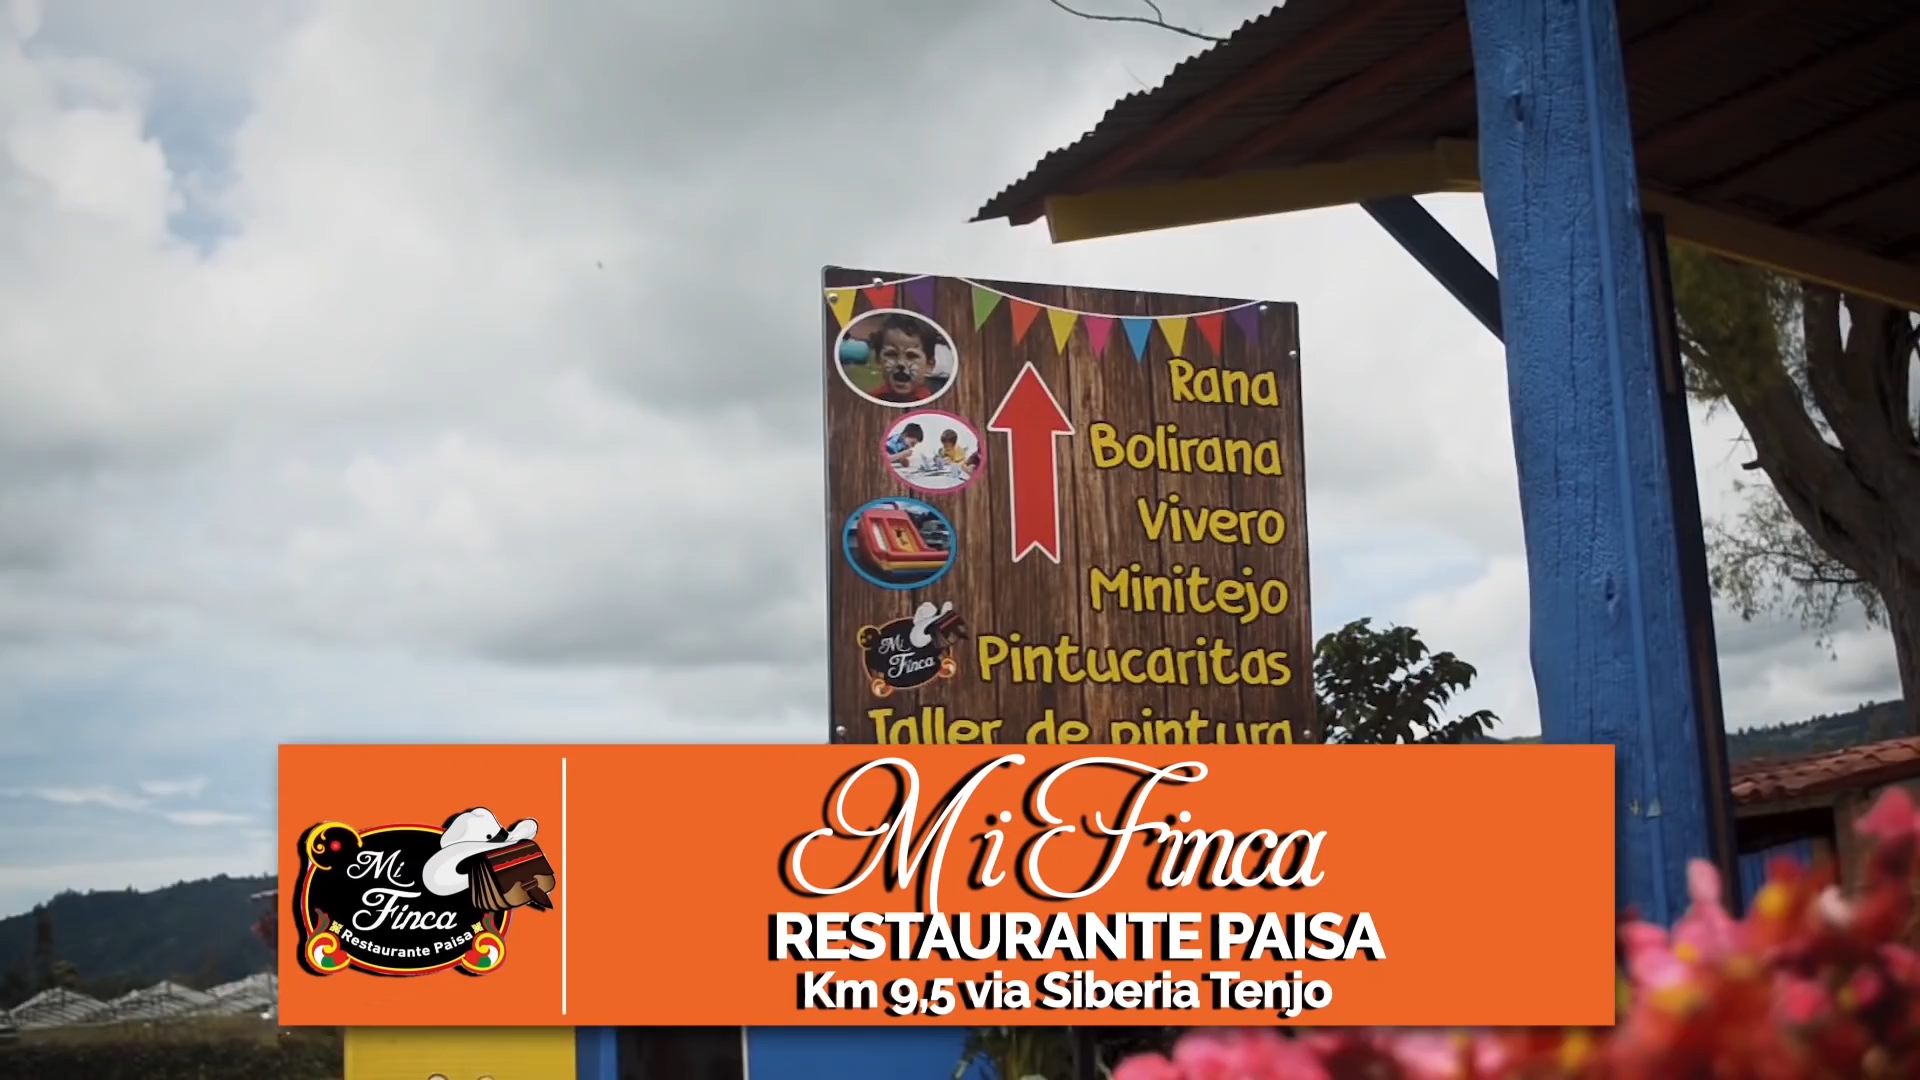 Rana
Bolirana
Vivero
Minitejo
Mi
Finca
Pintucaritas
Taller de pintura
Mi
Finca
Restaurante Paisa
Mi Finca
RESTAURANTE PAISA
Km 9,5 via Siberia Tenjo